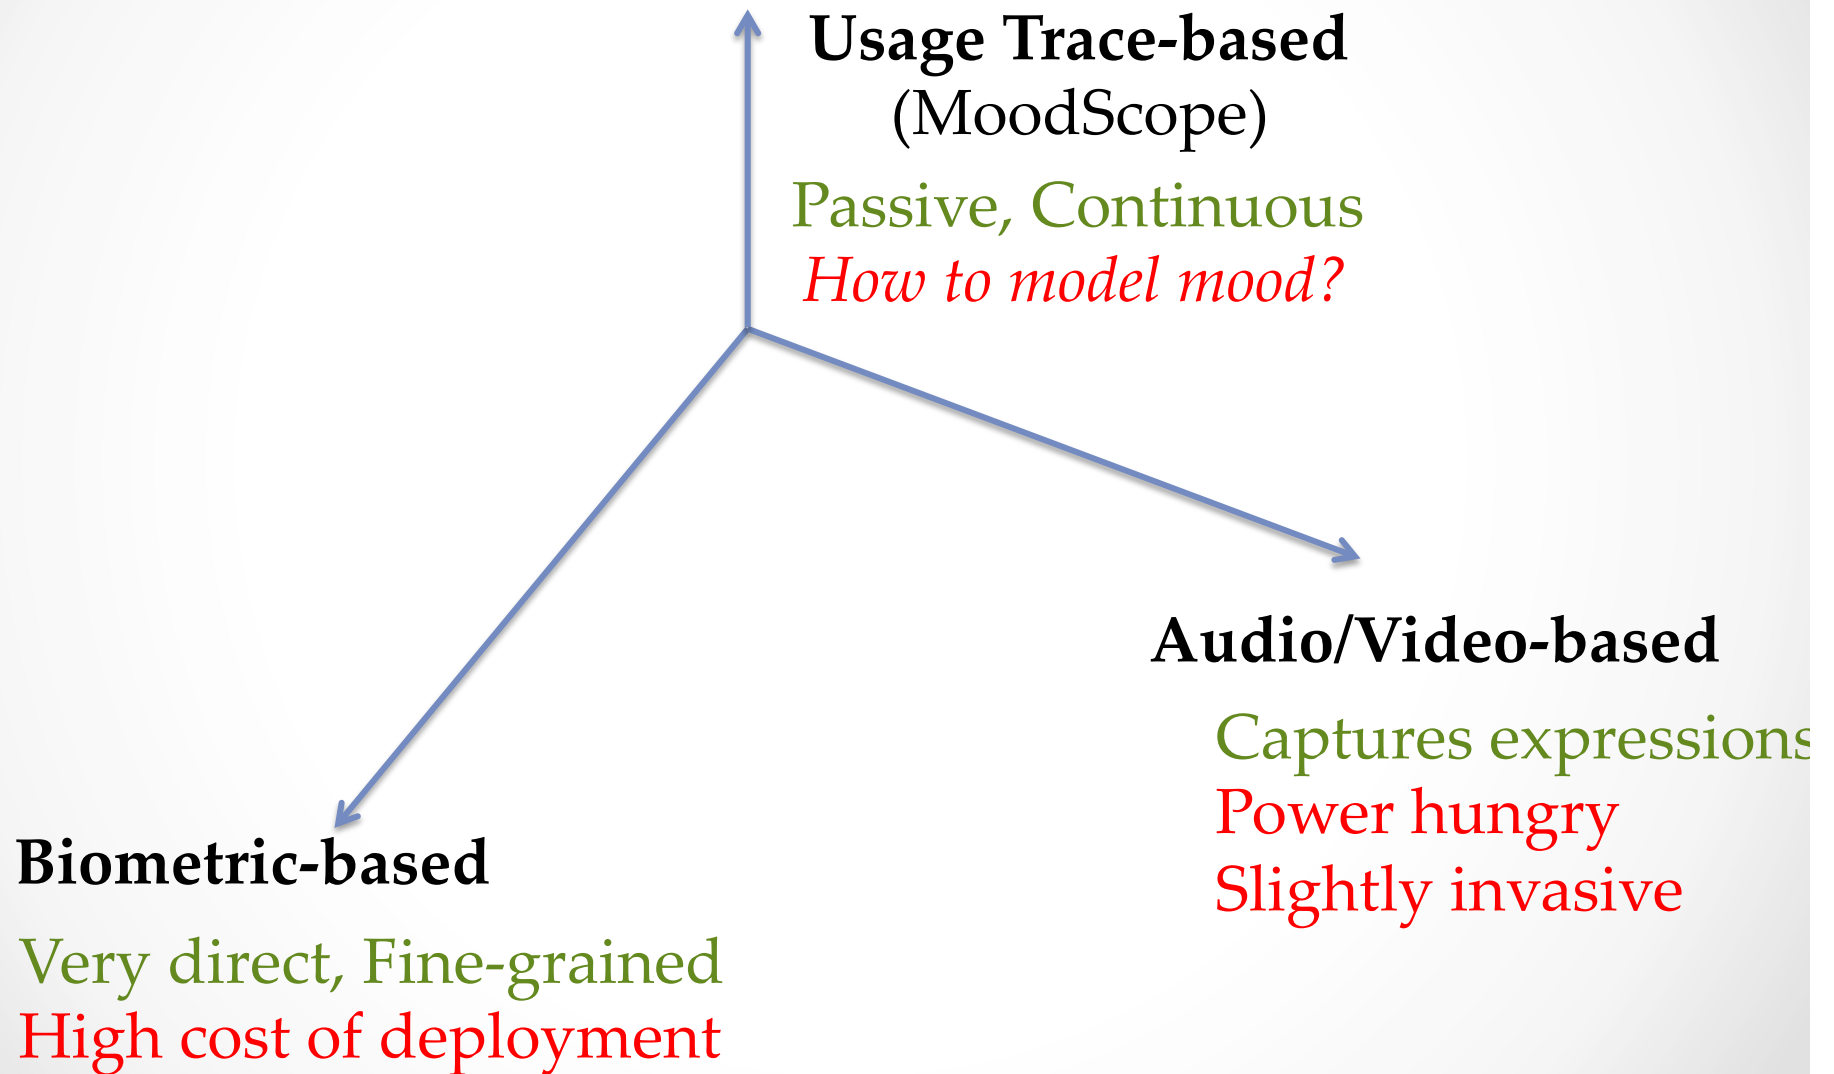 Usage Trace-based
(MoodScope)
Passive, Continuous
How to model mood?
Audio/Video-based
Captures expressions
Power hungry
Slightly invasive
Biometric-based
Very direct, Fine-grained
High cost of deployment